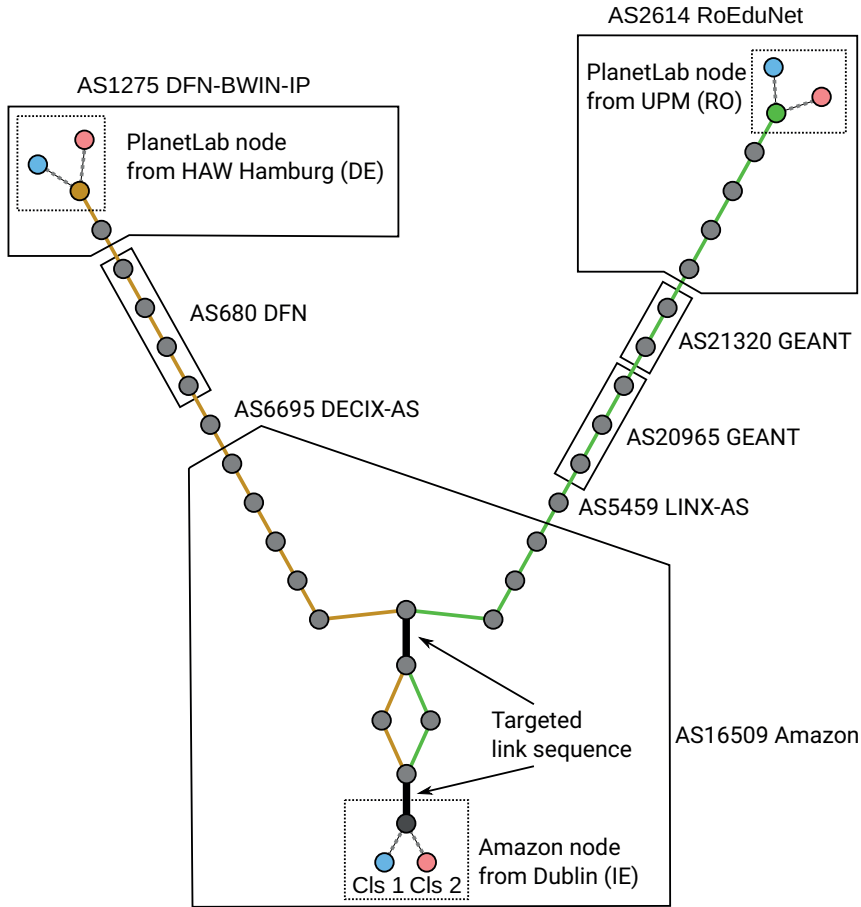 AS2614 RoEduNet
PlanetLab node
from UPM (RO)
AS1275 DFN-BWIN-IP
PlanetLab node
from HAW Hamburg (DE)
AS680 DFN
AS21320 GEANT
AS6695 DECIX-AS
AS20965 GEANT
AS5459 LINX-AS
Targeted
link sequence
AS16509 Amazon
Amazon node
from Dublin (IE)
Cls 1 Cls 2